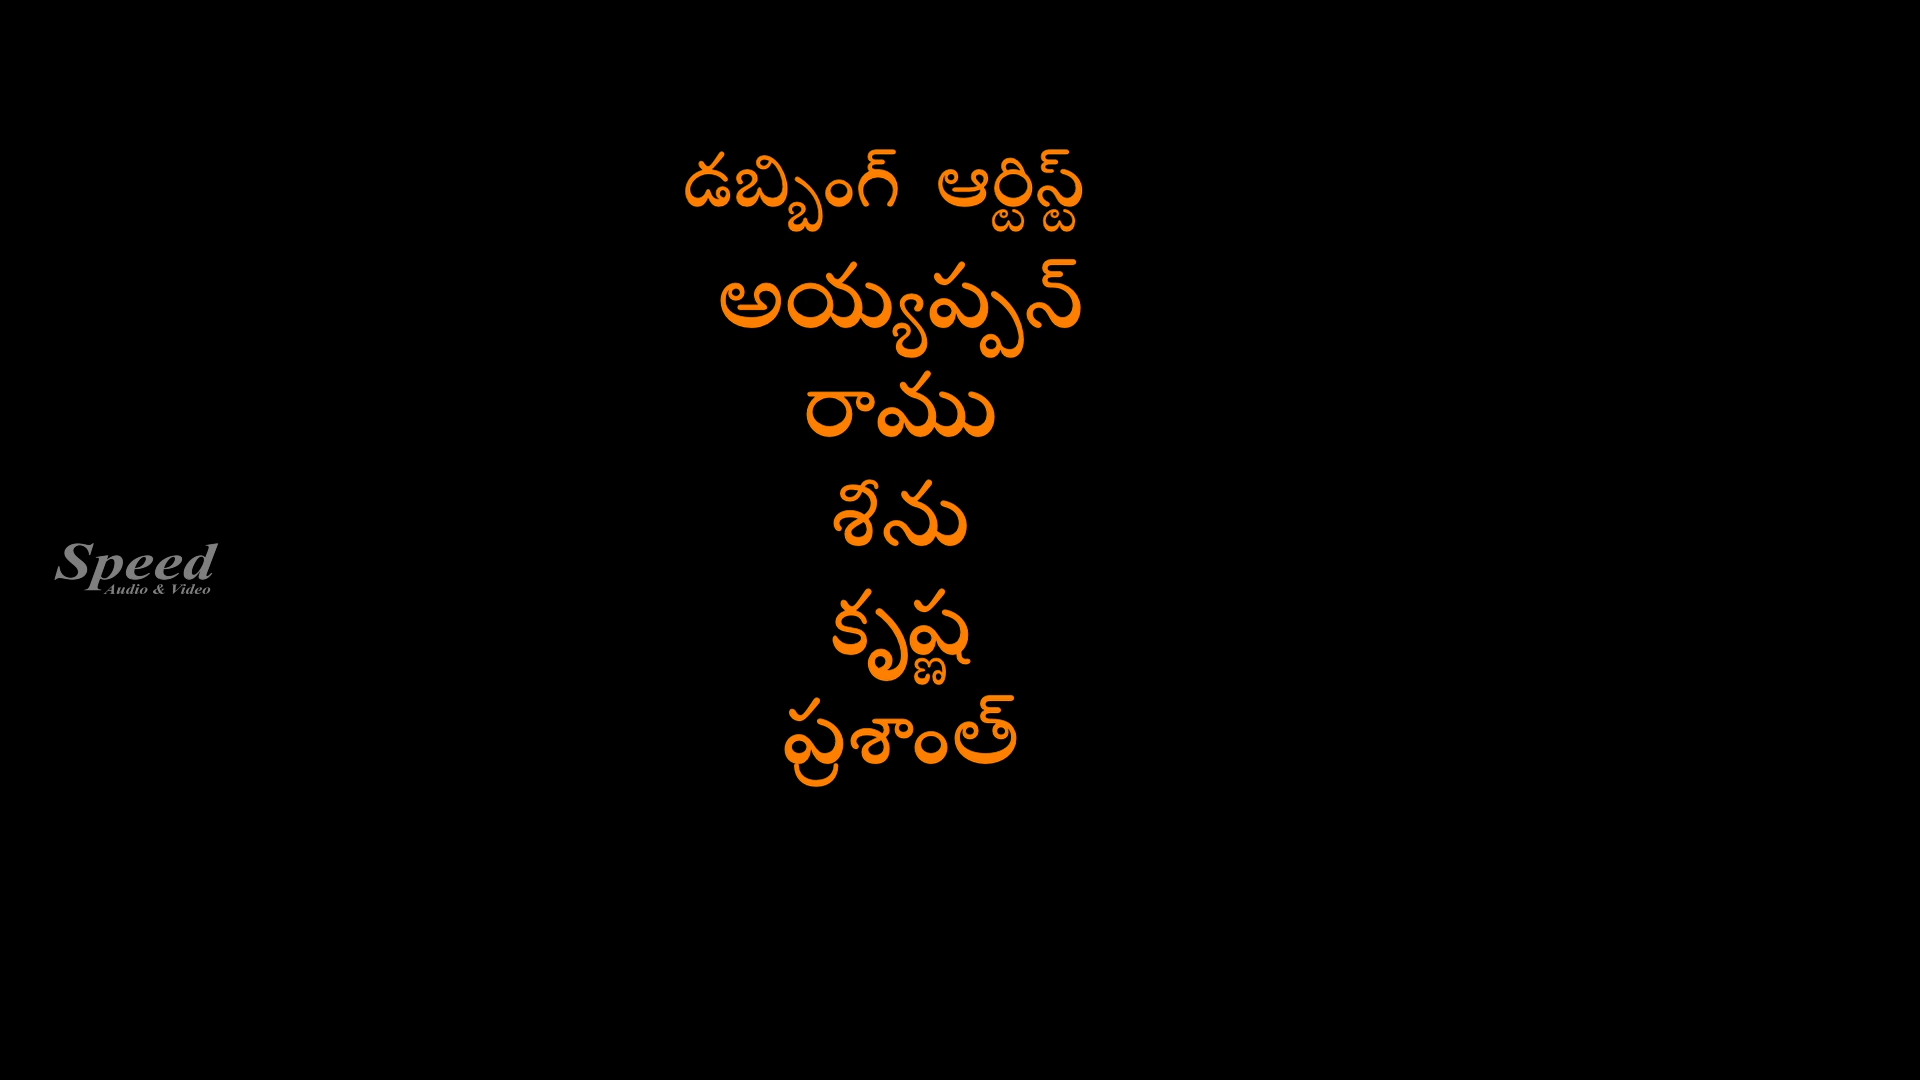 డబ్బింగ్ ఆర్టిస్ట్
అయ్యప్పన్
రాము
శీను
కృష్ణ
ప్రశాంత్
Speed
Audio & Video